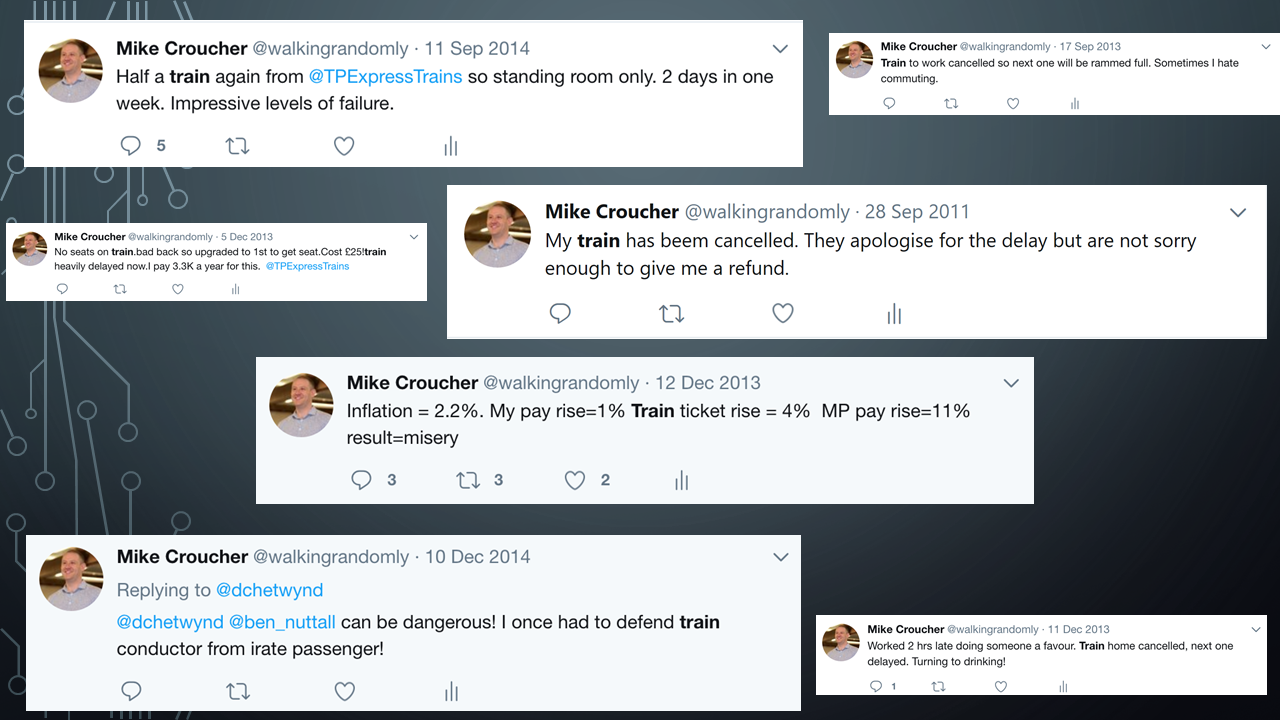 Mike Croucher @walkingrandomly · 11 Sep 2014
Half a train again from @TPExpressTrains so standing room only. 2 days in one
week. Impressive levels of failure.
5
Mike Croucher @walkingrandomly · 17 Sep 2013
Train to work cancelled so next one will be rammed full. Sometimes I hate
commuting.
Mike Croucher @walkingrandomly · 28 Sep 2011
My train has beem cancelled. They apologise for the delay but are not sorry
enough to give me a refund.
Mike Croucher @walkingrandomly · 5 Dec 2013
No seats on train.bad back so upgraded to 1st to get seat.Cost £25!train
heavily delayed now.I pay 3.3K a year for this. @TPExpressTrains
Mike Croucher @walkingrandomly · 12 Dec 2013
Inflation = 2.2%. My pay rise=1% Train ticket rise = 4%  MP pay rise=11%
result=misery
3 3 2
Mike Croucher @walkingrandomly · 10 Dec 2014
Replying to @dchetwynd
@dchetwynd @ben_nuttall can be dangerous! I once had to defend train
conductor from irate passenger!
Mike Croucher @walkingrandomly · 11 Dec 2013
Worked 2 hrs late doing someone a favour. Train home cancelled, next one
delayed. Turning to drinking!
1